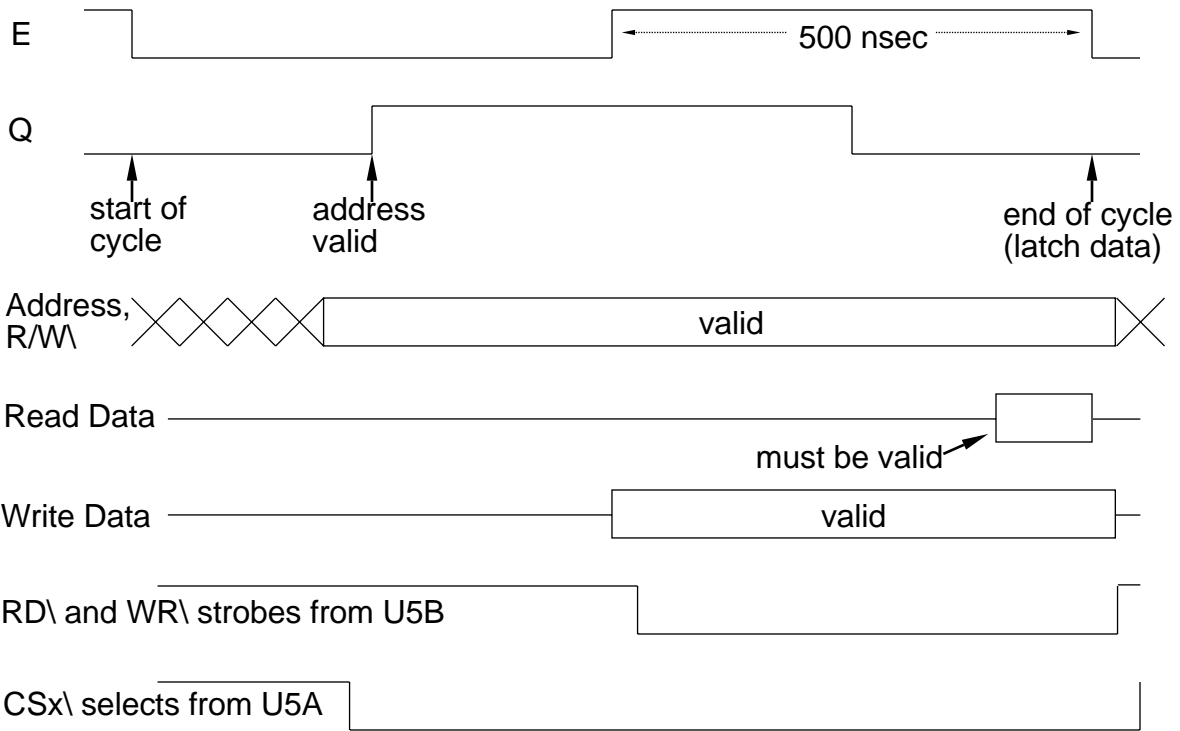 E
500 nsec
Q
start of
cycle
address
valid
end of cycle
(latch data)
Address,
R/W\
valid
Read Data
must be valid
Write Data
valid
RD\ and WR\ strobes from U5B
CSx\ selects from U5A